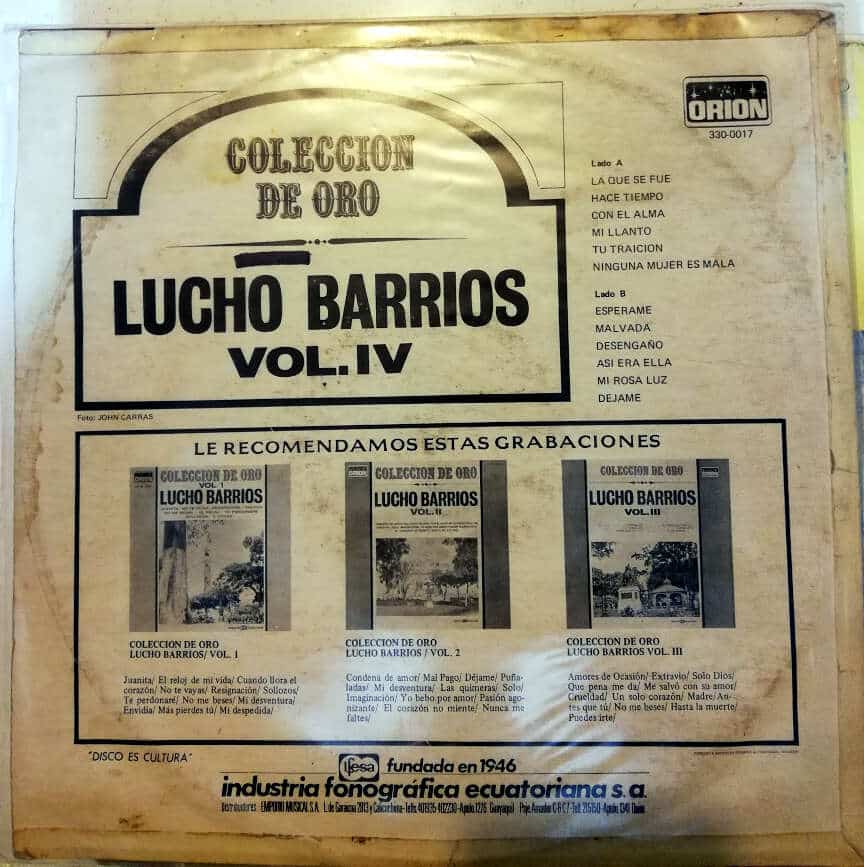 COLECCION
DE ORO
LUCHO BARRIOS
VOL. IV
ORION
330-0017
Lado A
LA QUE SE FUE
HACE TIEMPO
CON EL ALMA
MI LLANTO
TU TRAICION
NINGUNA MUJER ES MALA
Lado B
ESPERAME
MALVADA
DESENGAÑO
ASI ERA ELLA
MI ROSA LUZ
DEJAME
Foto: JOHN CARRAS
LE RECOMENDAMOS ESTAS GRABACIONES
COLECCION DE ORO
VOL. I
LUCHO BARRIOS
COLECCION DE ORO
LUCHO BARRIOS
VOL. II
COLECCION DE ORO
LUCHO BARRIOS
VOL. III
COLECCION DE ORO
LUCHO BARRIOS/ VOL. 1
Juanita/ El reloj de mi vida/ Cuando llora el
corazón/ No te vayas/ Resignación/ Sollozos/
Te perdonaré/ No me beses/ Mi desventura/
Envidia/ Más pierdes tú/ Mi despedida/
COLECCION DE ORO
LUCHO BARRIOS/ VOL. 2
Condena de amor/ Mal Pago/ Déjame/ Puña-
ladas/ Mi desventura/ Las quimeras/ Solo/
Imaginación/ Yo bebo por amor/ Pasión ago-
nizante/ El corazón no miente/ Nunca me
faltes/
COLECCION DE ORO
LUCHO BARRIOS/ VOL. III
Amores de Ocasión/ Extravío/ Solo Dios/
Que pena me da/ Me salvó con su amor/
Crueldad/ Un solo corazón/ Madre/ An-
tes que tú/ No me beses/ Hasta la muerte/
Puedes irte/
"DISCO ES CULTURA"
ifesa fundada en 1946
industria fonográfica ecuatoriana s.a.
Distribuidores EMPORIO MUSICAL S.A.